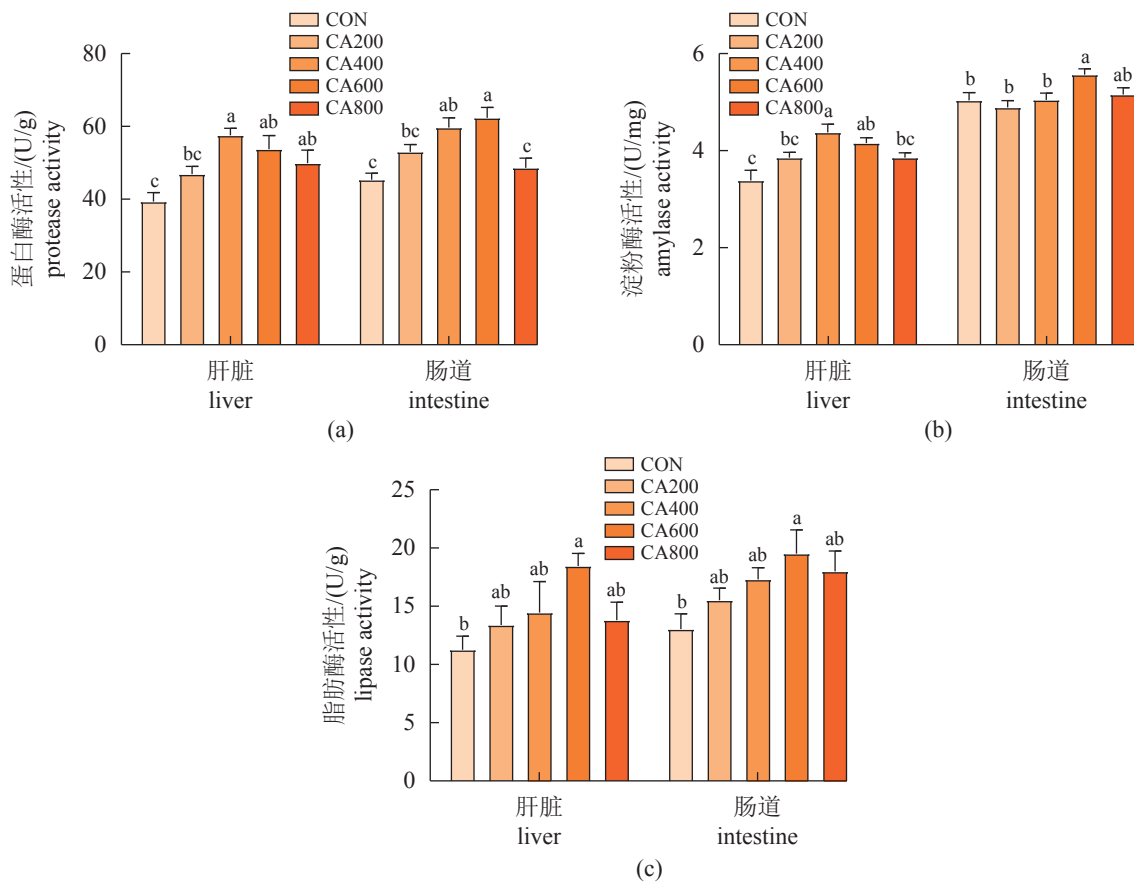 CON
CA200
CA400
CA600
CA800
80
60
40
20
0
蛋白酶活性/(U/g)
protease activity
c
bc
a
ab
ab
c
bc
ab
a
c
肝脏
liver
肠道
intestine
(a)
CON
CA200
CA400
CA600
CA800
6
4
2
0
淀粉酶活性/(U/mg)
amylase activity
c
bc
a
ab
bc
b
b
b
a
ab
肝脏
liver
肠道
intestine
(b)
CON
CA200
CA400
CA600
CA800
25
20
15
10
5
0
脂肪酶活性/(U/g)
lipase activity
b
ab
ab
a
ab
b
ab
ab
a
ab
肝脏
liver
肠道
intestine
(c)